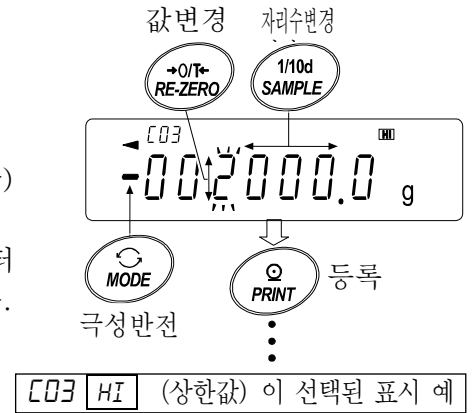 값변경 자리수변경
→0/T← 1/10d
RE-ZERO SAMPLE
C03 HI
-002000.0 g
)
터
MODE PRINT 등록
.
극성반전
C03 HI (상한값) 이 선택된 표시 예